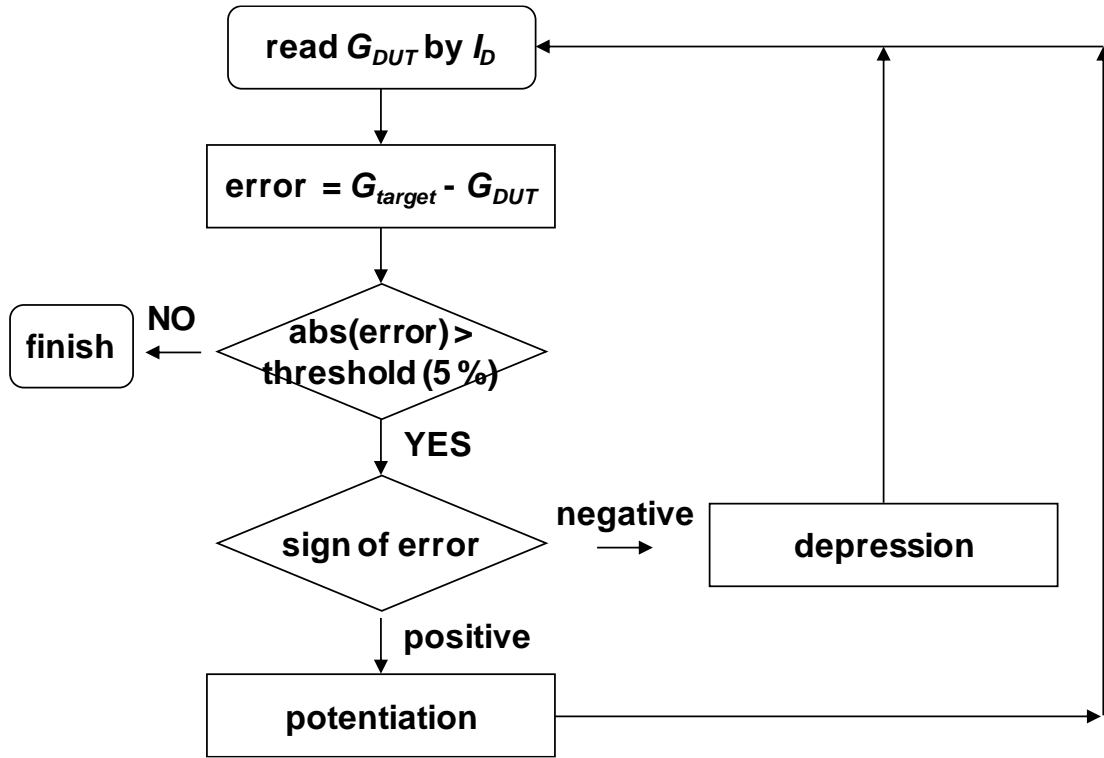 read G_DUT by I_D
error = G_target - G_DUT
NO
finish
abs(error) >
threshold (5 %)
YES
negative
sign of error
depression
positive
potentiation